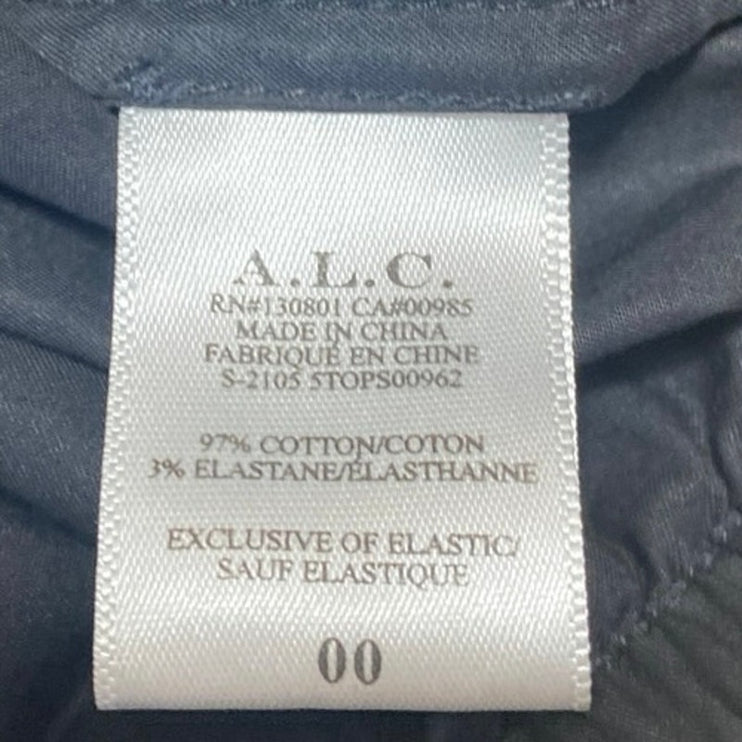 A.L.C.
RN#130801 CA#00985
MADE IN CHINA
FABRIQUÉ EN CHINE
S-2105 5TOPS00962
97% COTTON/COTON
3% ELASTANE/ÉLASTHANNE
EXCLUSIVE OF ELASTIC/
SAUF ELASTIQUE
00